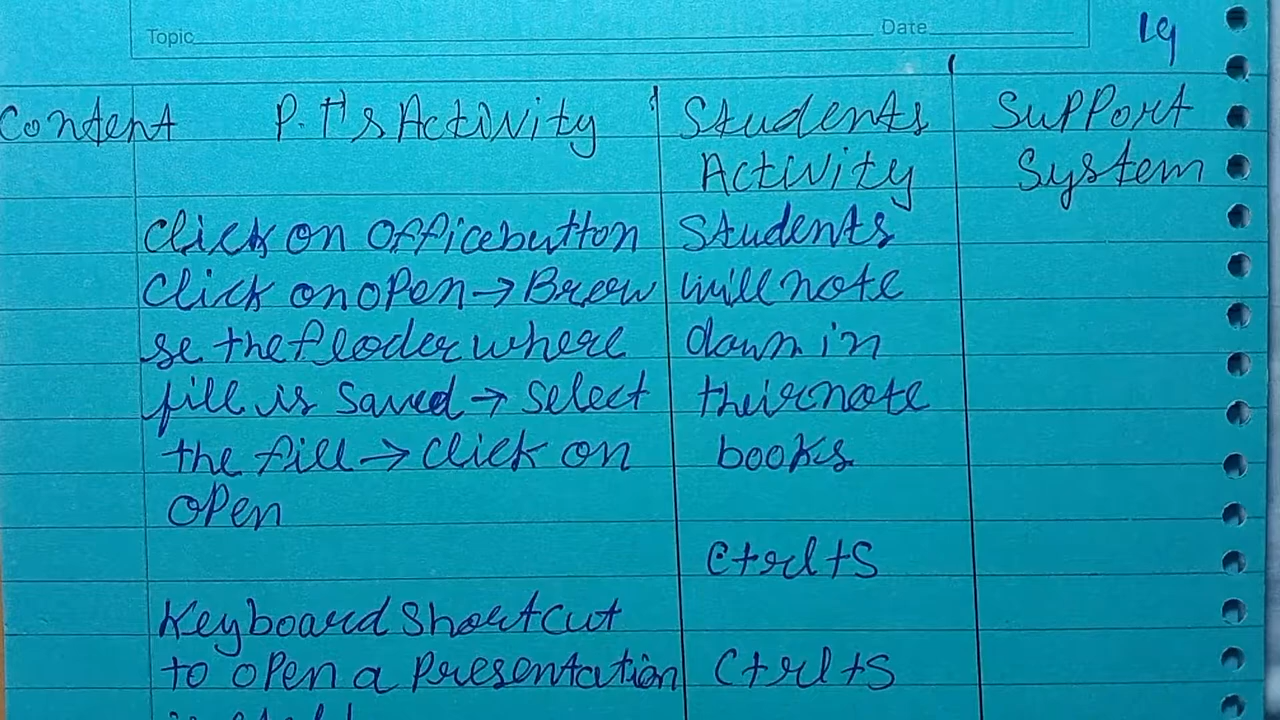 Topic Date
19
Content P.T's Activity Students Support
Activity System
Click on officebutton Students
Click on open → Brow will note
se the floder where down in
fill is saved → select their note
the fill → click on books
open
Ctrl+S
Keyboard Shortcut
to open a presentation Ctrl+S